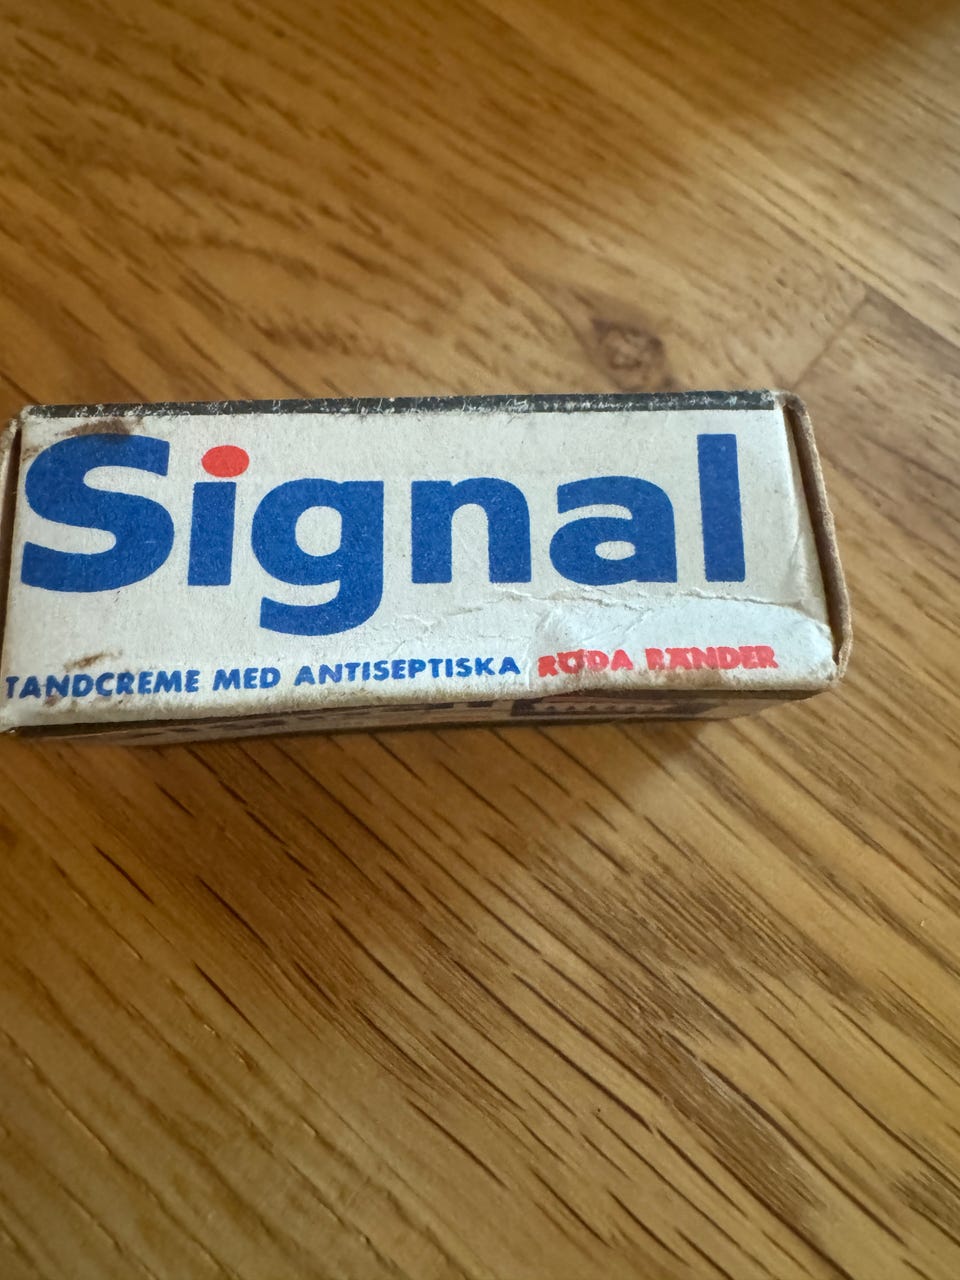 Signal
TANDCREME MED ANTISEPTISKA RÖDA RÄNDER